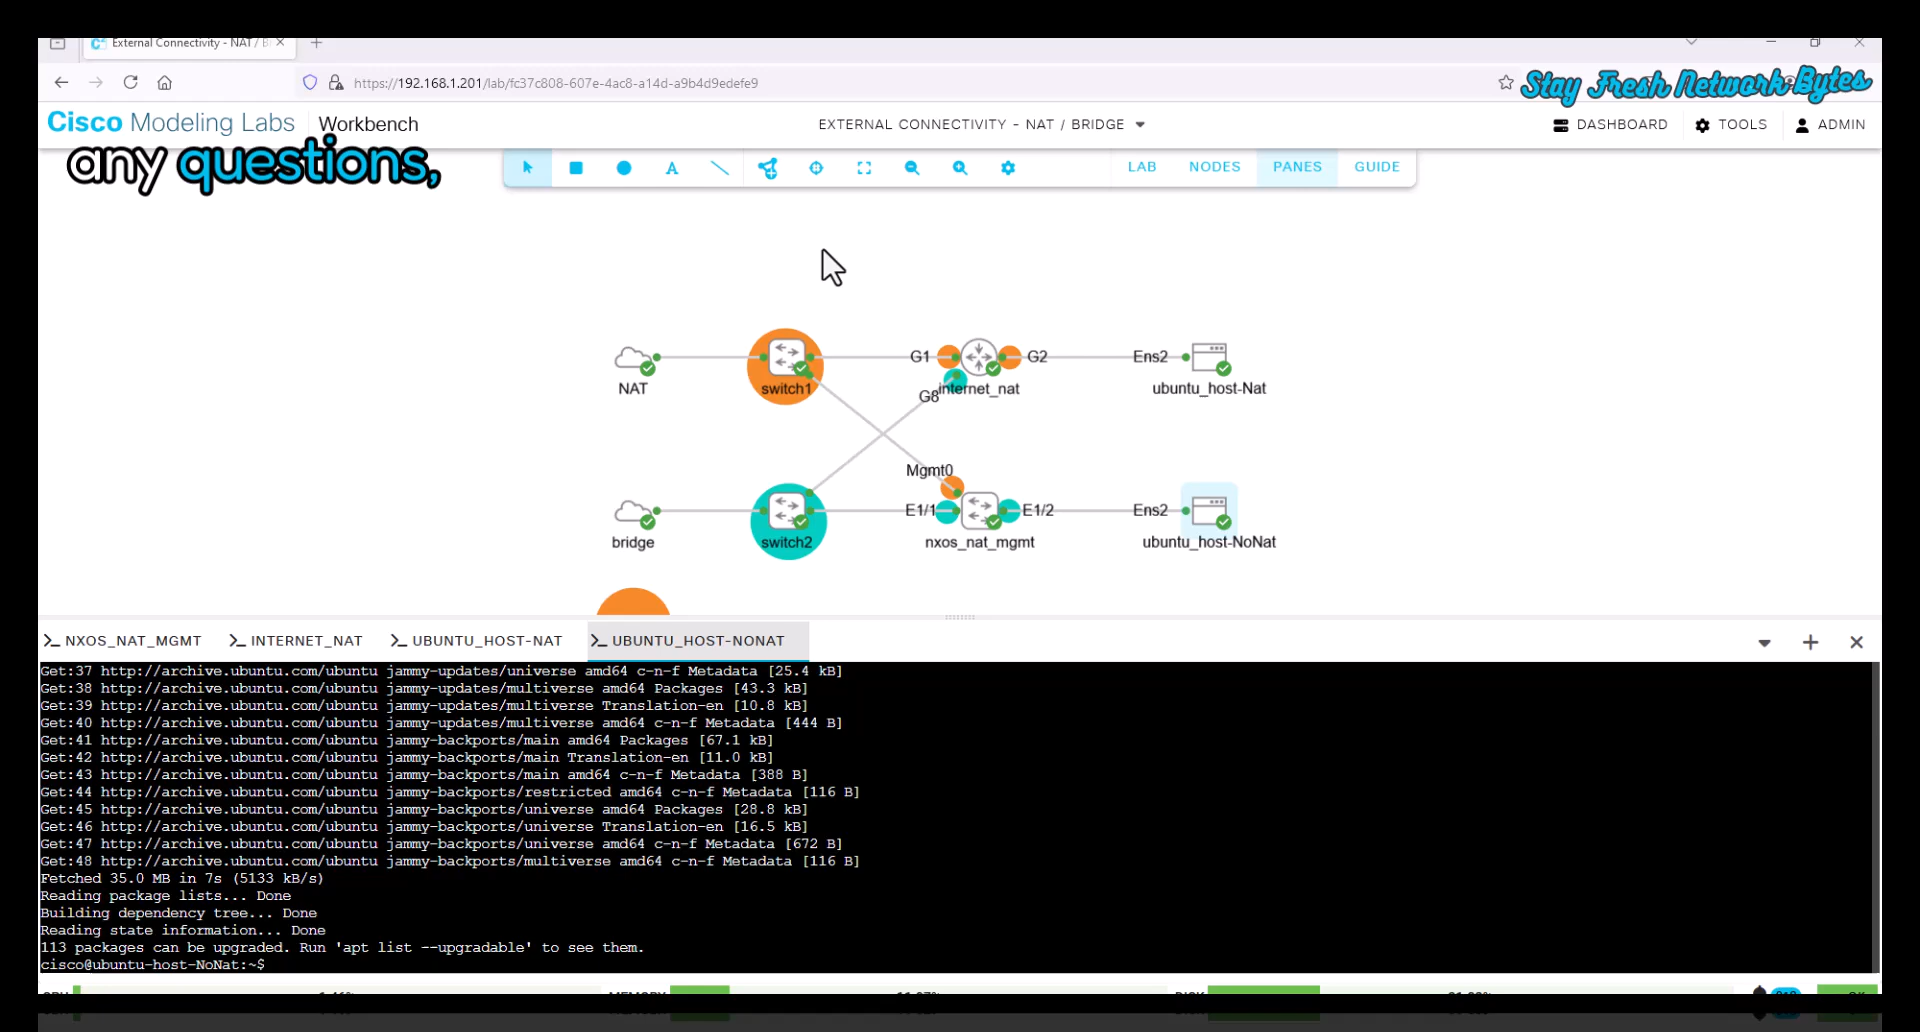 External Connectivity - NAT / B
https://192.168.1.201/lab/fc37c808-607e-4ac8-a14d-a9b4d9edefe9
Stay Fresh Network Bytes
Cisco Modeling Labs Workbench
EXTERNAL CONNECTIVITY - NAT / BRIDGE
DASHBOARD TOOLS ADMIN
any questions,
LAB NODES PANES GUIDE
G1 G2 Ens2
NAT switch1 internet_nat ubuntu_host-Nat
G8
Mgmt0
E1/1 E1/2 Ens2
bridge switch2 nxos_nat_mgmt ubuntu_host-NoNat
NXOS_NAT_MGMT INTERNET_NAT UBUNTU_HOST-NAT UBUNTU_HOST-NONAT
Get:37 http://archive.ubuntu.com/ubuntu jammy-updates/universe amd64 c-n-f Metadata [25.4 kB]
Get:38 http://archive.ubuntu.com/ubuntu jammy-updates/multiverse amd64 Packages [43.3 kB]
Get:39 http://archive.ubuntu.com/ubuntu jammy-updates/multiverse Translation-en [10.8 kB]
Get:40 http://archive.ubuntu.com/ubuntu jammy-updates/multiverse amd64 c-n-f Metadata [444 B]
Get:41 http://archive.ubuntu.com/ubuntu jammy-backports/main amd64 Packages [67.1 kB]
Get:42 http://archive.ubuntu.com/ubuntu jammy-backports/main Translation-en [11.0 kB]
Get:43 http://archive.ubuntu.com/ubuntu jammy-backports/main amd64 c-n-f Metadata [388 B]
Get:44 http://archive.ubuntu.com/ubuntu jammy-backports/restricted amd64 c-n-f Metadata [116 B]
Get:45 http://archive.ubuntu.com/ubuntu jammy-backports/universe amd64 Packages [28.8 kB]
Get:46 http://archive.ubuntu.com/ubuntu jammy-backports/universe Translation-en [16.5 kB]
Get:47 http://archive.ubuntu.com/ubuntu jammy-backports/universe amd64 c-n-f Metadata [672 B]
Get:48 http://archive.ubuntu.com/ubuntu jammy-backports/multiverse amd64 c-n-f Metadata [116 B]
Fetched 35.0 MB in 7s (5133 kB/s)
Reading package lists... Done
Building dependency tree... Done
Reading state information... Done
113 packages can be upgraded. Run 'apt list --upgradable' to see them.
cisco@ubuntu-host-NoNat:~$